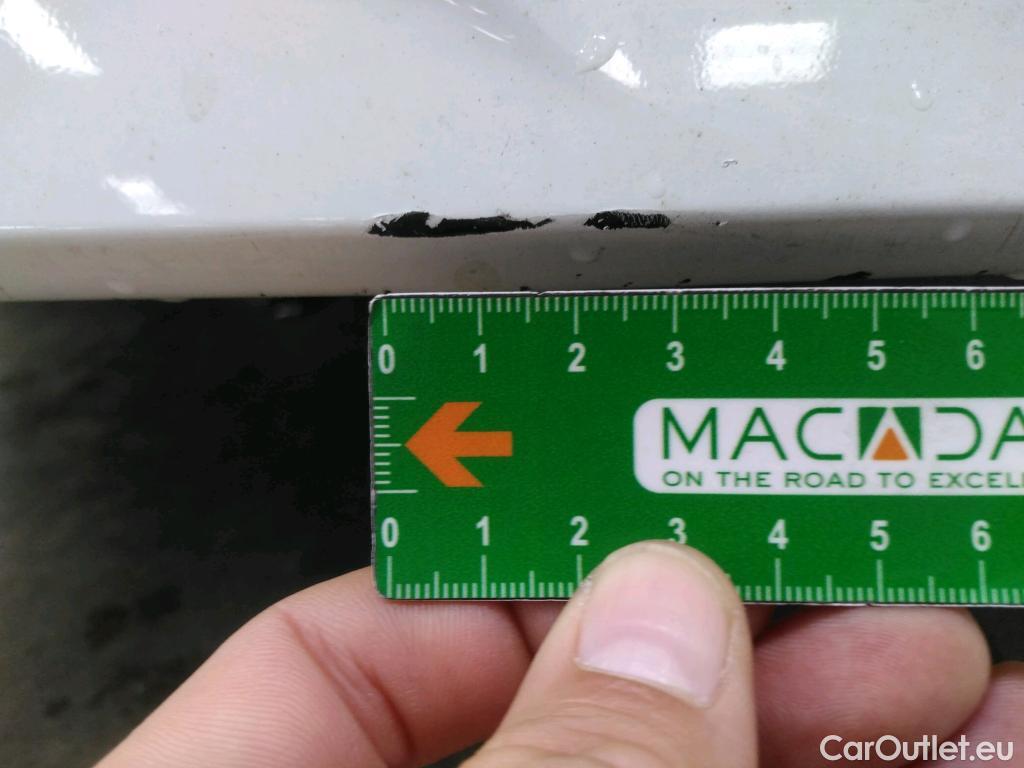 0 1 2 3 4 5 6
MACADA
ON THE ROAD TO EXCELL
0 1 2 3 4 5 6
CarOutlet.eu